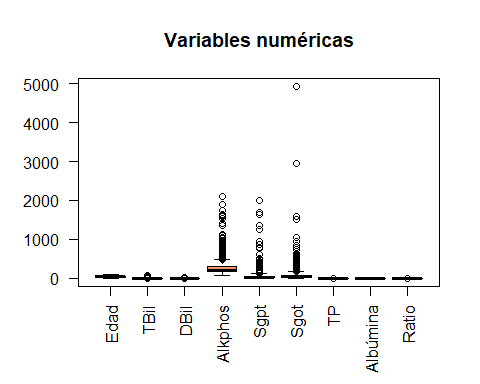 Variables numéricas
5000
4000
3000
2000
1000
0
Edad
TBil
DBil
Alkphos
Sgpt
Sgot
TP
Albúmina
Ratio